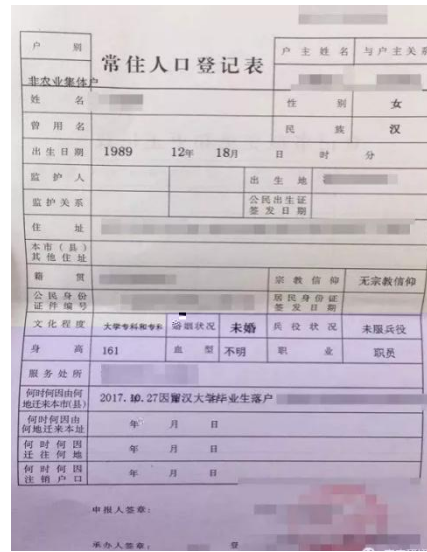 户 别
常住人口登记表
户 主 姓 名 与户主关系
非农业集体户
姓 名 性 别 女
曾 用 名 民 族 汉
出生日期 1989 12年 18月 日 时 分
监 护 人 出 生 地
监护关系 公民出生证
签发日期
住 址
本市（县）
其他住址
籍 贯 宗教信仰 无宗教信仰
公民身份
证件编号
居民身份证
签发日期
文化程度 大学专科和专科 婚姻状况 未婚 兵役状况 未服兵役
身 高 161 血 型 不明 职 业 职员
服务处所
何时何因由何
地迁来本市(县) 2017.10.27因武汉大学毕业生落户
何时何因由
何地迁来本址 年 月 日
何时何因
迁往何地 年 月 日
何时何因
注销户口 年 月 日
申报人签章：
承办人签章： 登